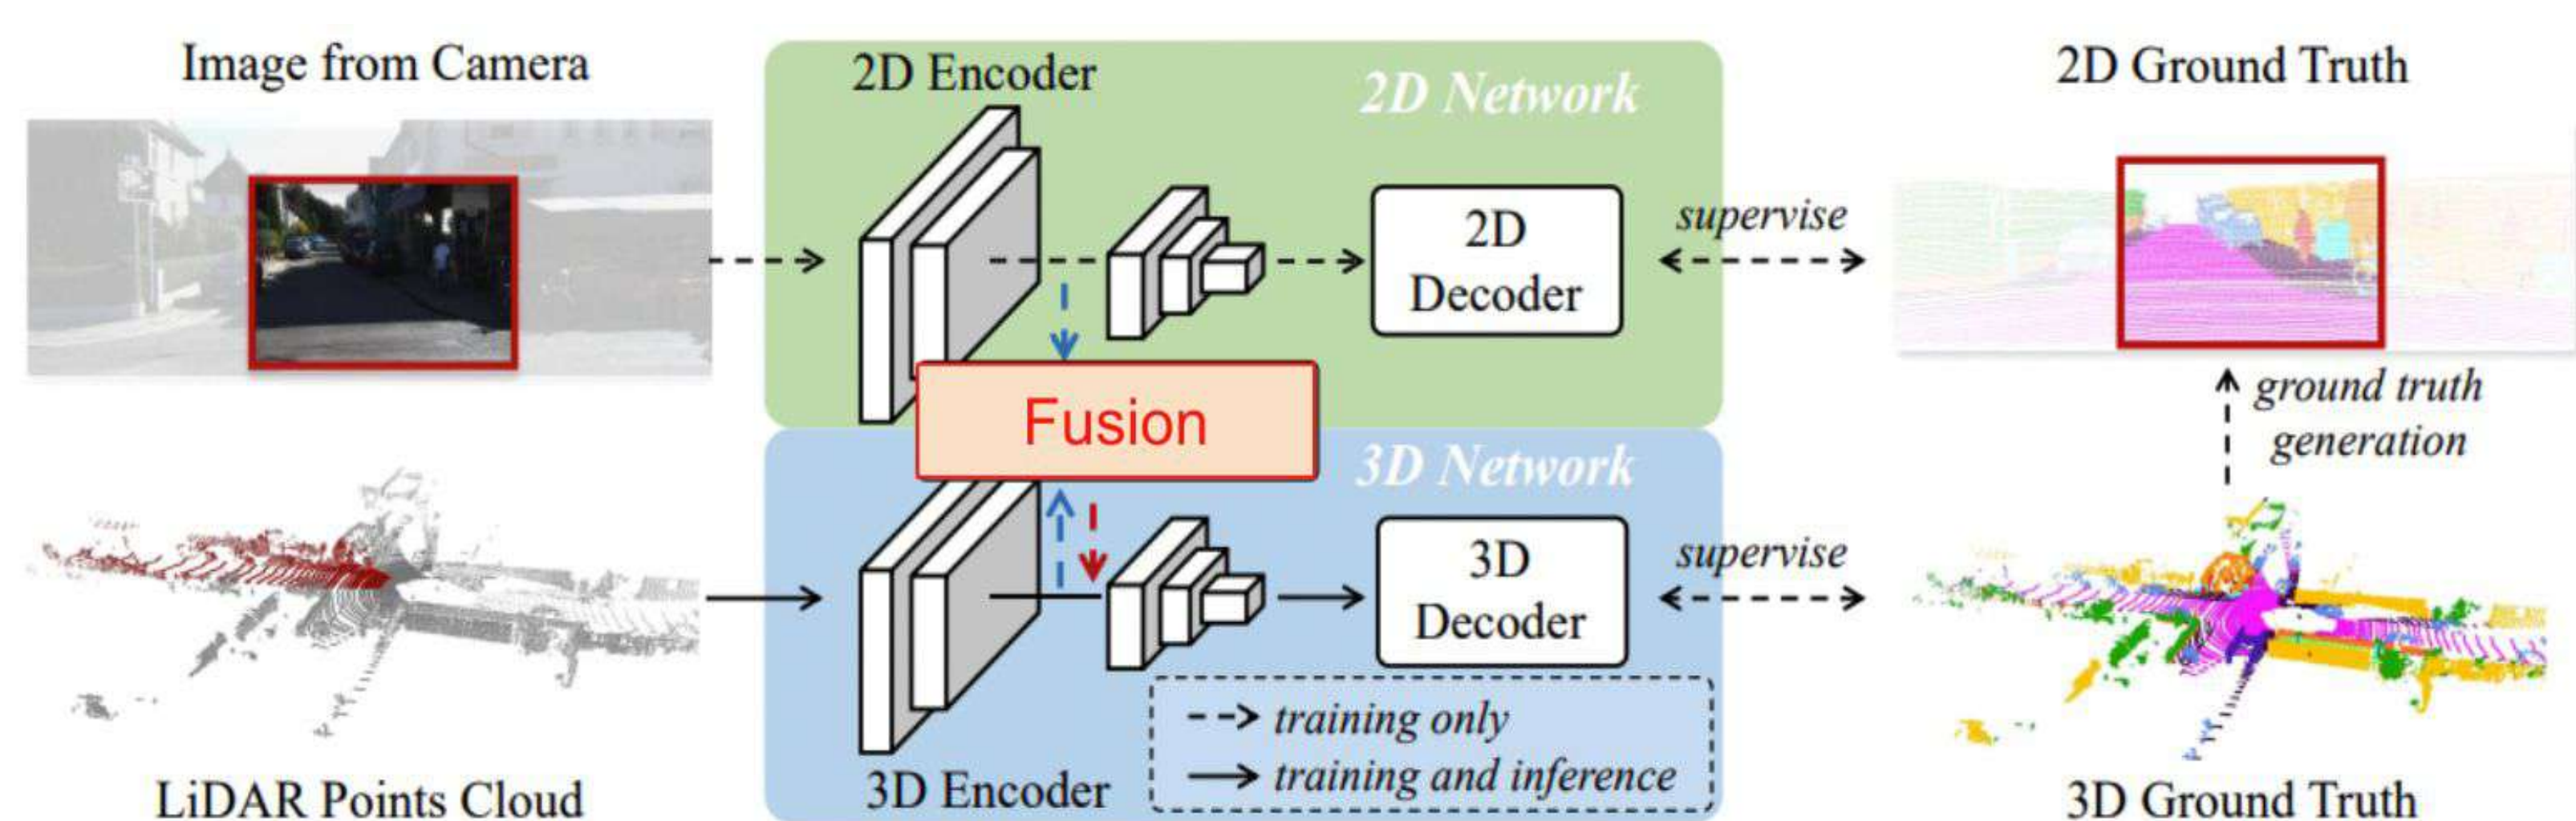 Image from Camera
2D Encoder
2D Network
2D Ground Truth
2D
Decoder
supervise
Fusion
ground truth
generation
3D Network
3D
Decoder
supervise
training only
training and inference
3D Encoder
LiDAR Points Cloud
3D Ground Truth